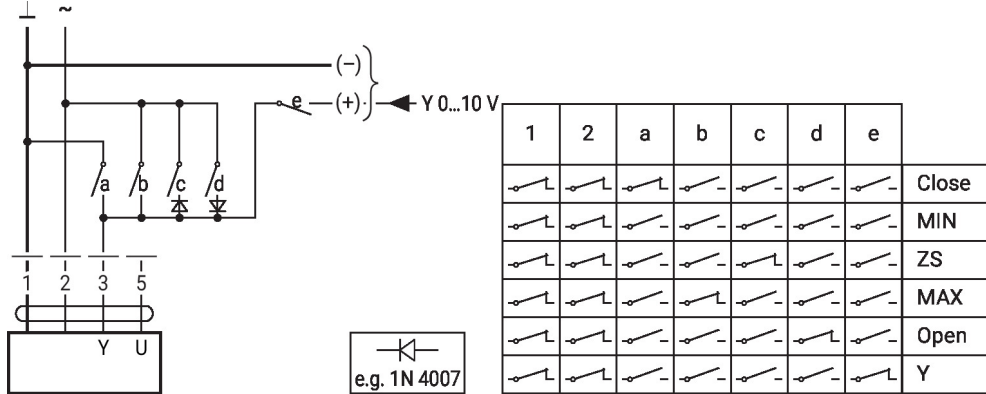 ⊥ ~
(−)
e (+) Y 0...10 V
a b c d
1 2 3 5
Y U
e.g. 1N 4007
1 2 a b c d e
Close
MIN
ZS
MAX
Open
Y